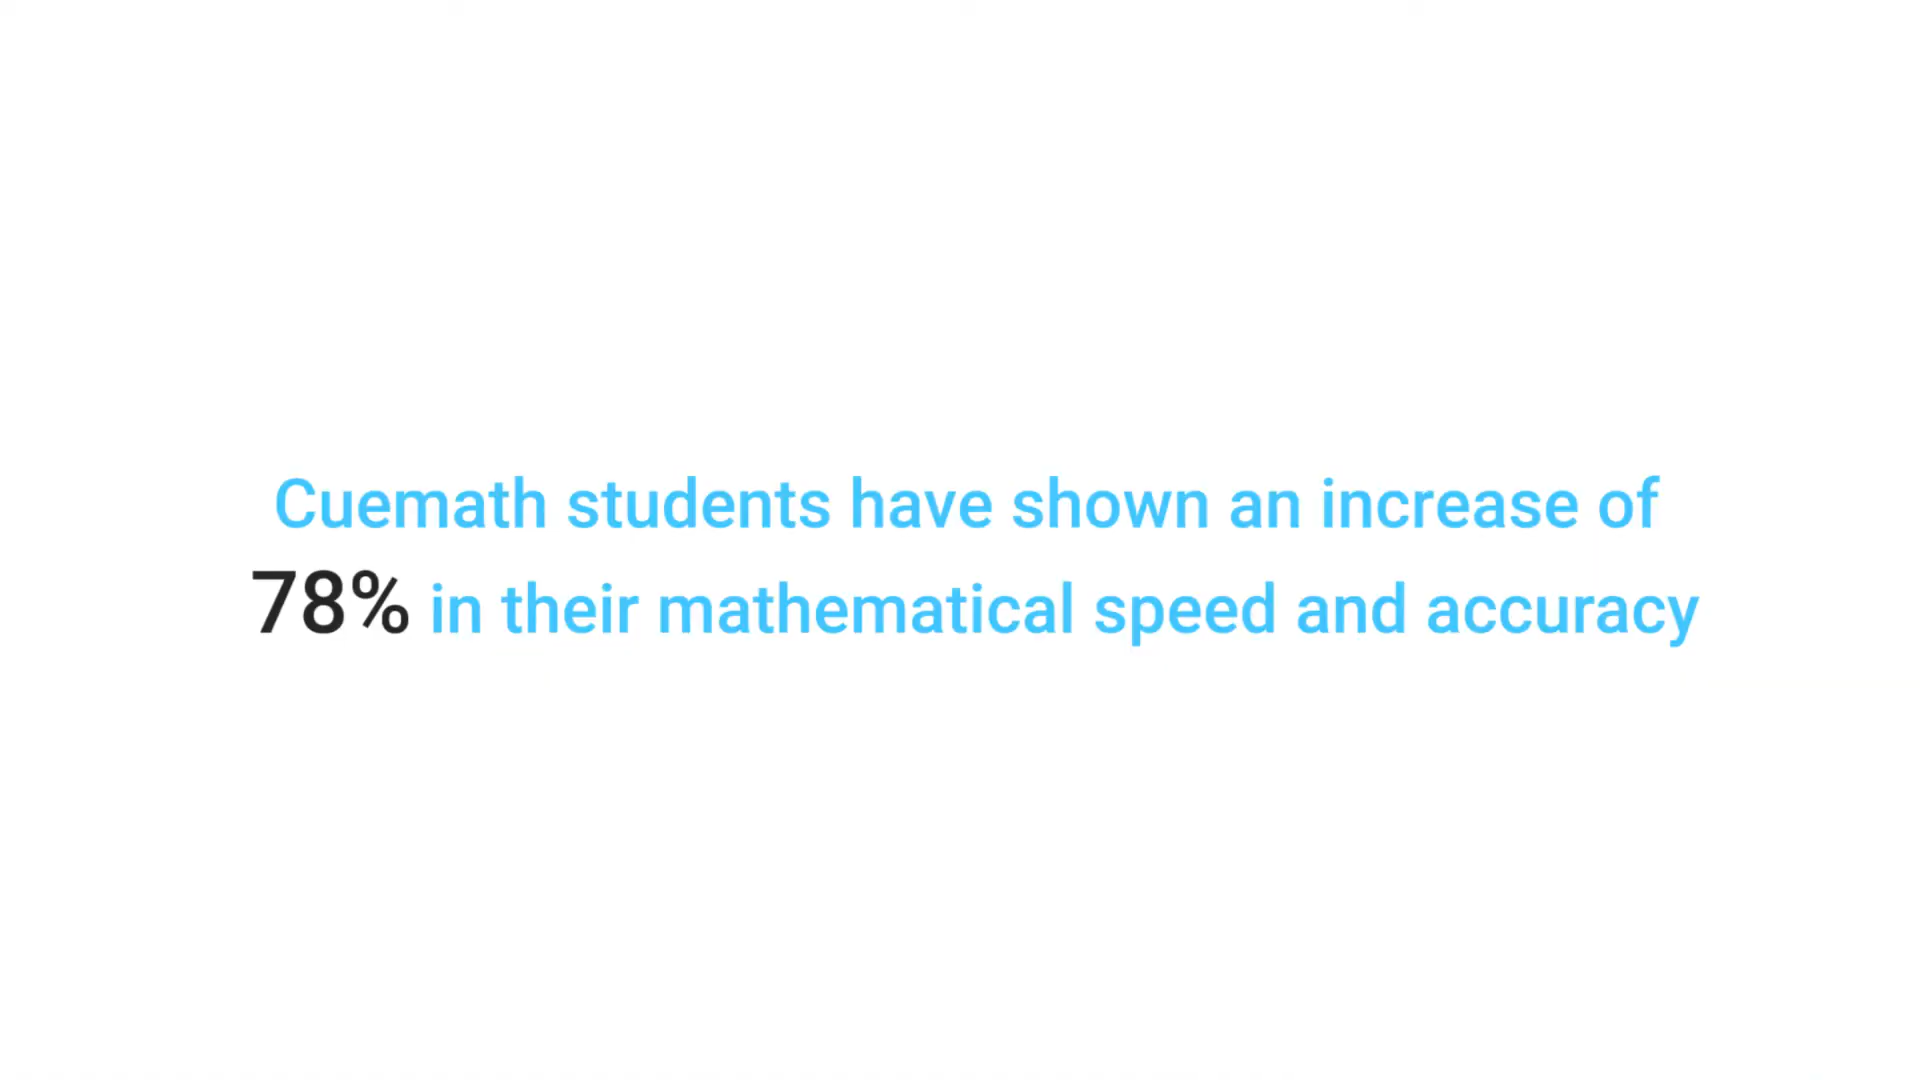 Cuemath students have shown an increase of
78% in their mathematical speed and accuracy